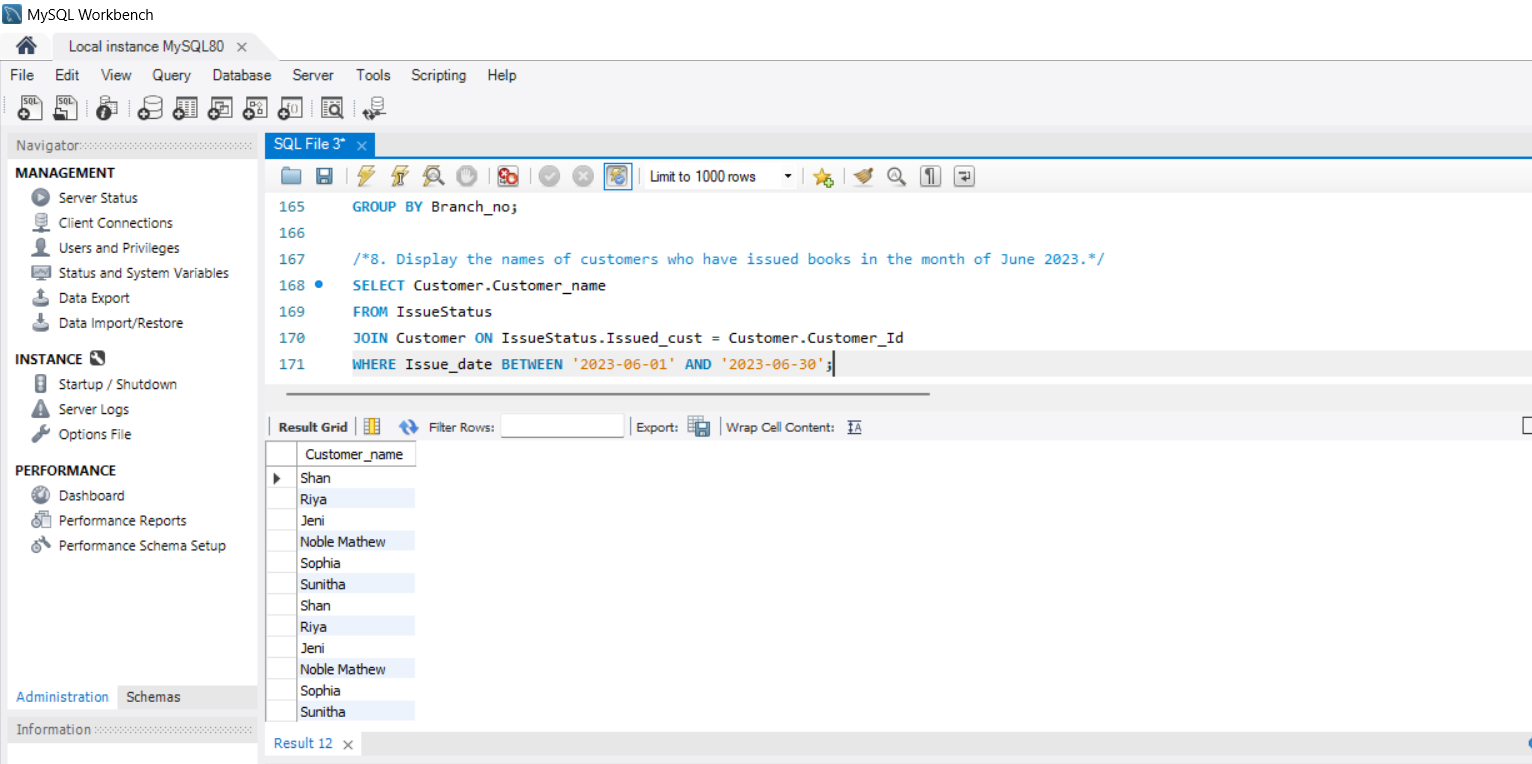 MySQL Workbench
Local instance MySQL80
File Edit View Query Database Server Tools Scripting Help
Navigator
MANAGEMENT
Server Status
Client Connections
Users and Privileges
Status and System Variables
Data Export
Data Import/Restore
INSTANCE
Startup / Shutdown
Server Logs
Options File
PERFORMANCE
Dashboard
Performance Reports
Performance Schema Setup
Administration Schemas
Information
SQL File 3*
Limit to 1000 rows
165 GROUP BY Branch_no;
166
167 /*8. Display the names of customers who have issued books in the month of June 2023.*/
168 SELECT Customer.Customer_name
169 FROM IssueStatus
170 JOIN Customer ON IssueStatus.Issued_cust = Customer.Customer_Id
171 WHERE Issue_date BETWEEN '2023-06-01' AND '2023-06-30';
Result Grid Filter Rows: Export: Wrap Cell Content:
Customer_name
Shan
Riya
Jeni
Noble Mathew
Sophia
Sunitha
Shan
Riya
Jeni
Noble Mathew
Sophia
Sunitha
Result 12